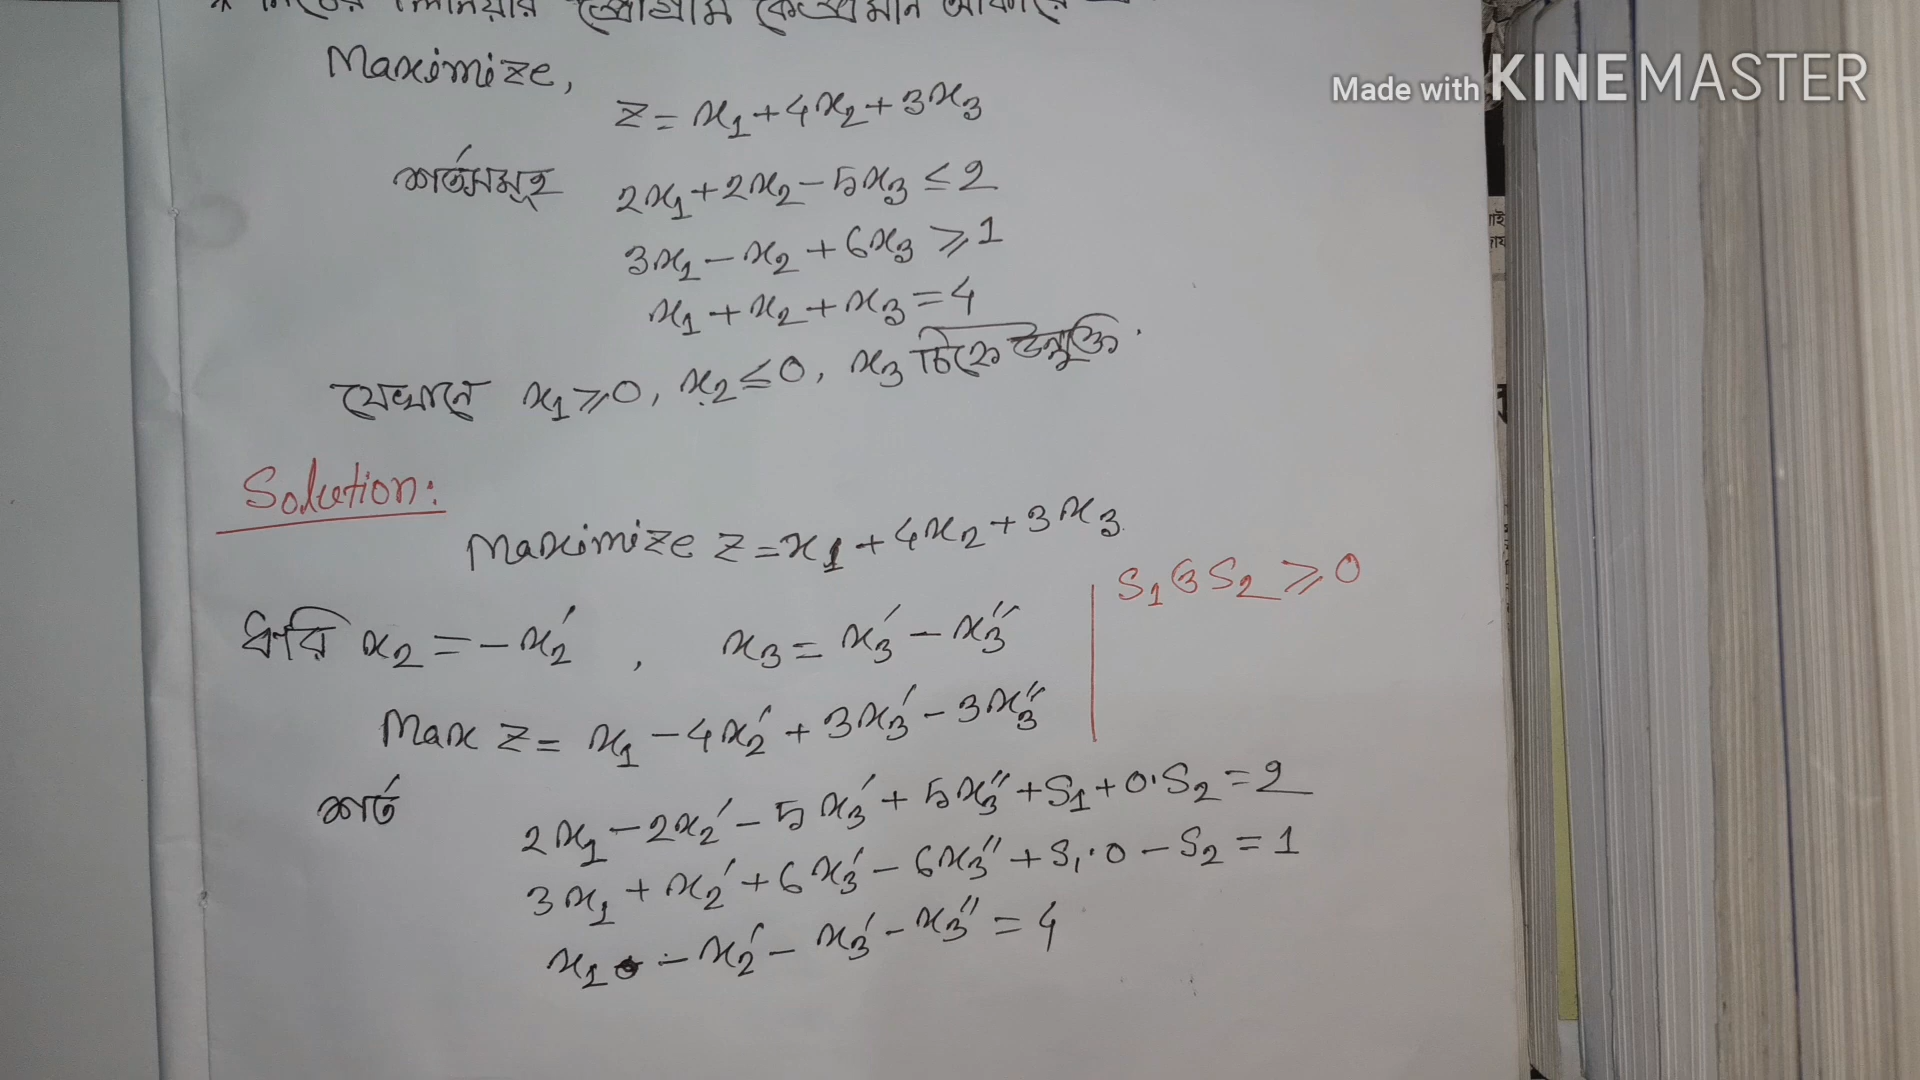 * নিচের লিনিয়ার প্রোগ্রাম
Made with KINEMASTER
Maximize,
z = x₁ + 4x₂ + 3x₃
শর্তসমূহ 2x₁ + 2x₂ - 5x₃ ≤ 2
3x₁ - x₂ + 6x₃ ≥ 1
x₁ + x₂ + x₃ = 4
যেখানে x₁ ≥ 0, x₂ ≤ 0, x₃ চিহ্নে উন্মুক্ত.
Solution:
Maximize z = x₁ + 4x₂ + 3x₃
S₁ ও S₂ ≥ 0
ধরি x₂ = -x₂′, x₃ = x₃′ - x₃″
Max z = x₁ - 4x₂′ + 3x₃′ - 3x₃″
শর্ত
2x₁ - 2x₂′ - 5x₃′ + 5x₃″ + S₁ + 0·S₂ = 2
3x₁ + x₂′ + 6x₃′ - 6x₃″ + S₁·0 - S₂ = 1
x₁ - x₂′ - x₃′ - x₃″ = 4